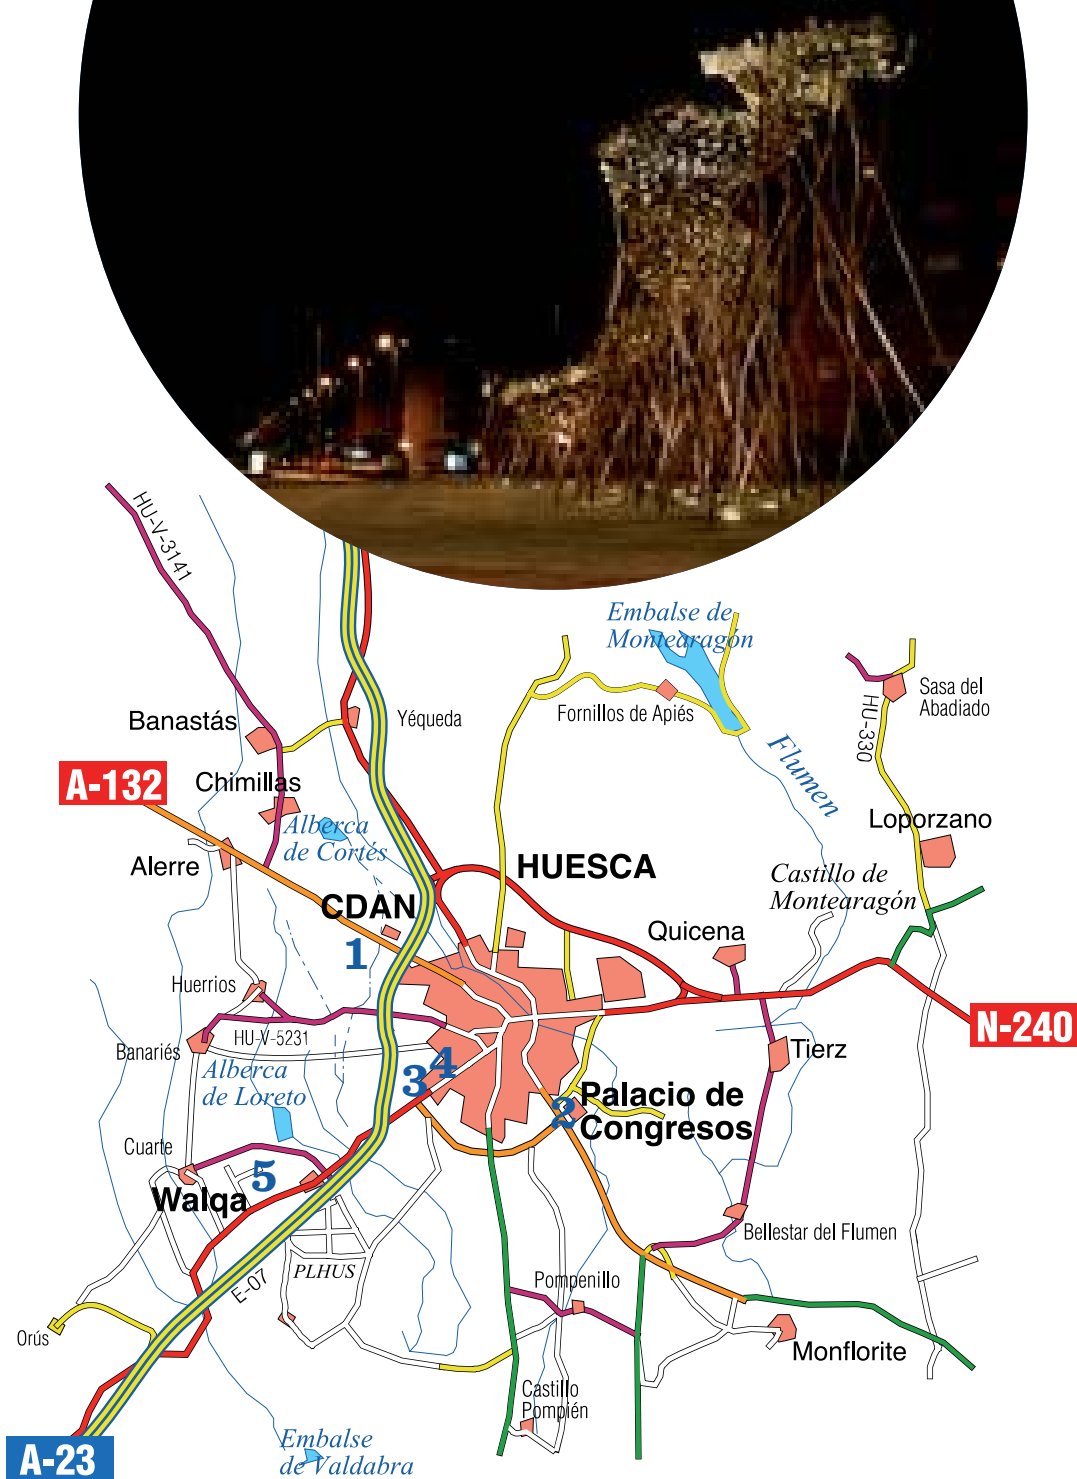 HU-V-3141
Embalse de
Montearagón
Sasa del
Abadiado
Banastás
Yéqueda
Fornillos de Apiés
HU-330
Flumen
A-132
Chimillas
Alberca
de Cortés
Loporzano
Alerre
HUESCA
Castillo de
Montearagón
CDAN
1
Quicena
Huerrios
N-240
HU-V-5231
Banariés
Tierz
Alberca
de Loreto
3
4
2
Palacio de
Congresos
Cuarte
5
Walqa
Bellestar del Flumen
E-07
PLHUS
Pompenillo
Orús
Monflorite
Castillo
Pompién
A-23
Embalse
de Valdabra